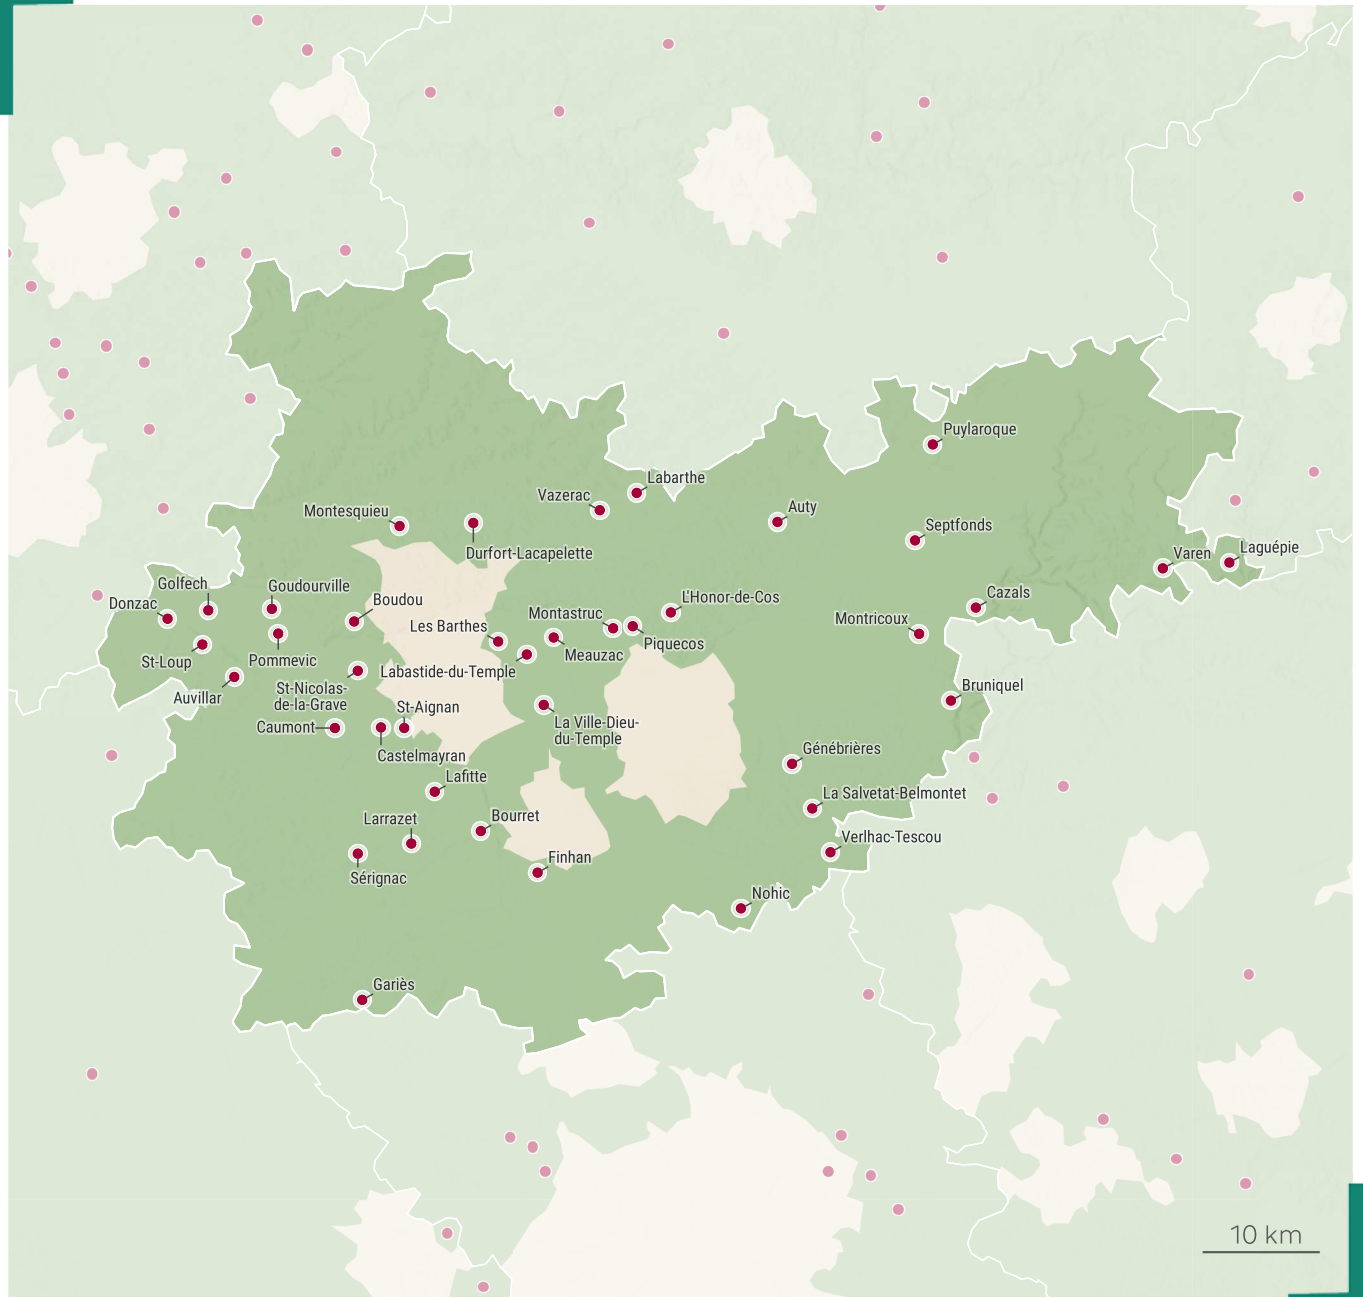 Puylaroque
Labarthe
Vazerac
Auty
Montesquieu
Septfonds
Durfort-Lacapelette
Laguépie
Varen
Golfech
Goudourville
Cazals
L'Honor-de-Cos
Boudou
Donzac
Montastruc
Montricoux
Les Barthes
Piquecos
Meauzac
Pommevic
St-Loup
Labastide-du-Temple
Bruniquel
St-Nicolas-
de-la-Grave
Auvillar
St-Aignan
La Ville-Dieu-
du-Temple
Caumont
Génébrières
Castelmayran
Lafitte
La Salvetat-Belmontet
Bourret
Larrazet
Verlhac-Tescou
Finhan
Sérignac
Nohic
Gariès
10 km